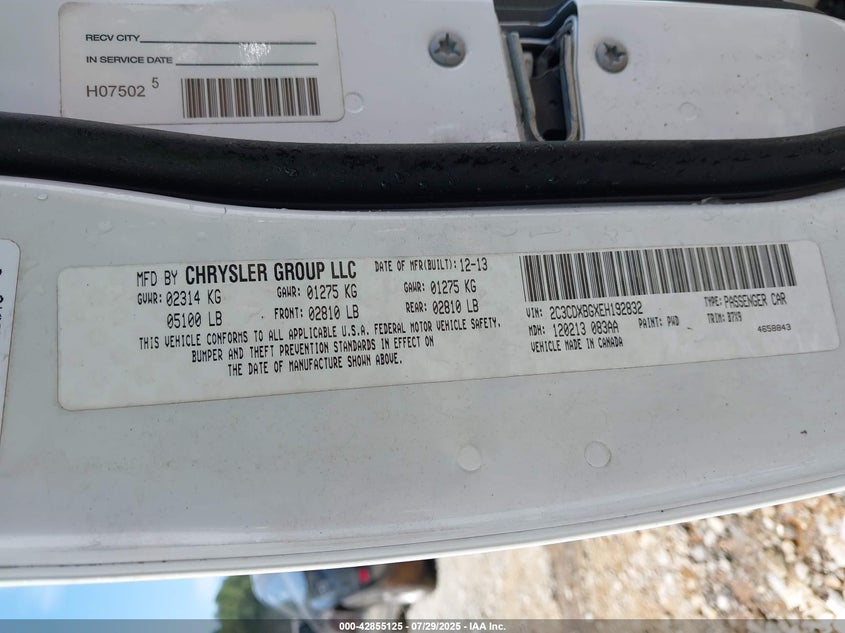 RECV CITY
IN SERVICE DATE
H07502 5
MFD BY CHRYSLER GROUP LLC DATE OF MFR(BUILT): 12-13
GVWR: 02314 KG GAWR: 01275 KG GAWR: 01275 KG
05100 LB FRONT: 02810 LB REAR: 02810 LB
THIS VEHICLE CONFORMS TO ALL APPLICABLE U.S.A. FEDERAL MOTOR VEHICLE SAFETY,
BUMPER AND THEFT PREVENTION STANDARDS IN EFFECT ON
THE DATE OF MANUFACTURE SHOWN ABOVE.
VIN: 2C3CDXBGXEH192832 TYPE: PASSENGER CAR
MDH: 120213 083AA PAINT: PWD TRIM: B7X9
VEHICLE MADE IN CANADA 4658843
000-42855125 - 07/29/2025 - IAA Inc.